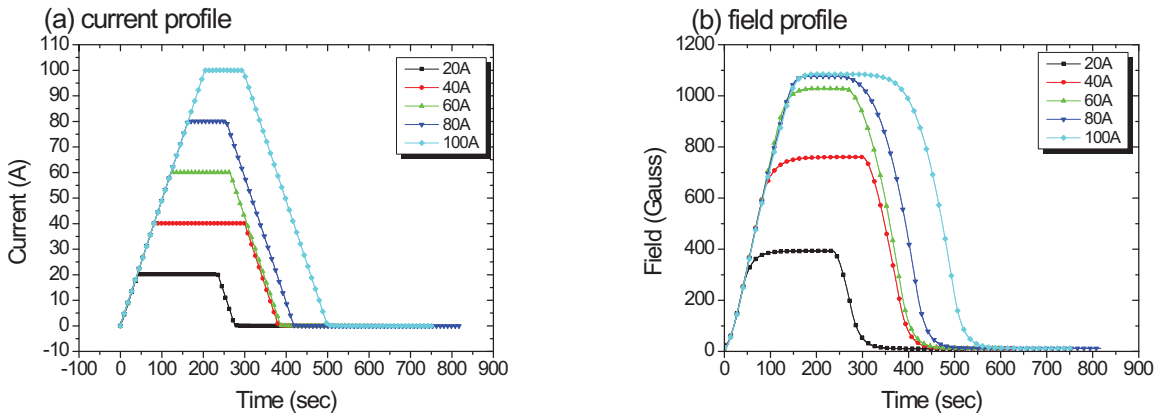 (a) current profile
110
100
90
80
70
60
50
40
30
20
10
0
-10
-100 0 100 200 300 400 500 600 700 800 900
Current (A)
Time (sec)
20A
40A
60A
80A
100A
(b) field profile
1200
1000
800
600
400
200
0
0 100 200 300 400 500 600 700 800 900
Field (Gauss)
Time (sec)
20A
40A
60A
80A
100A